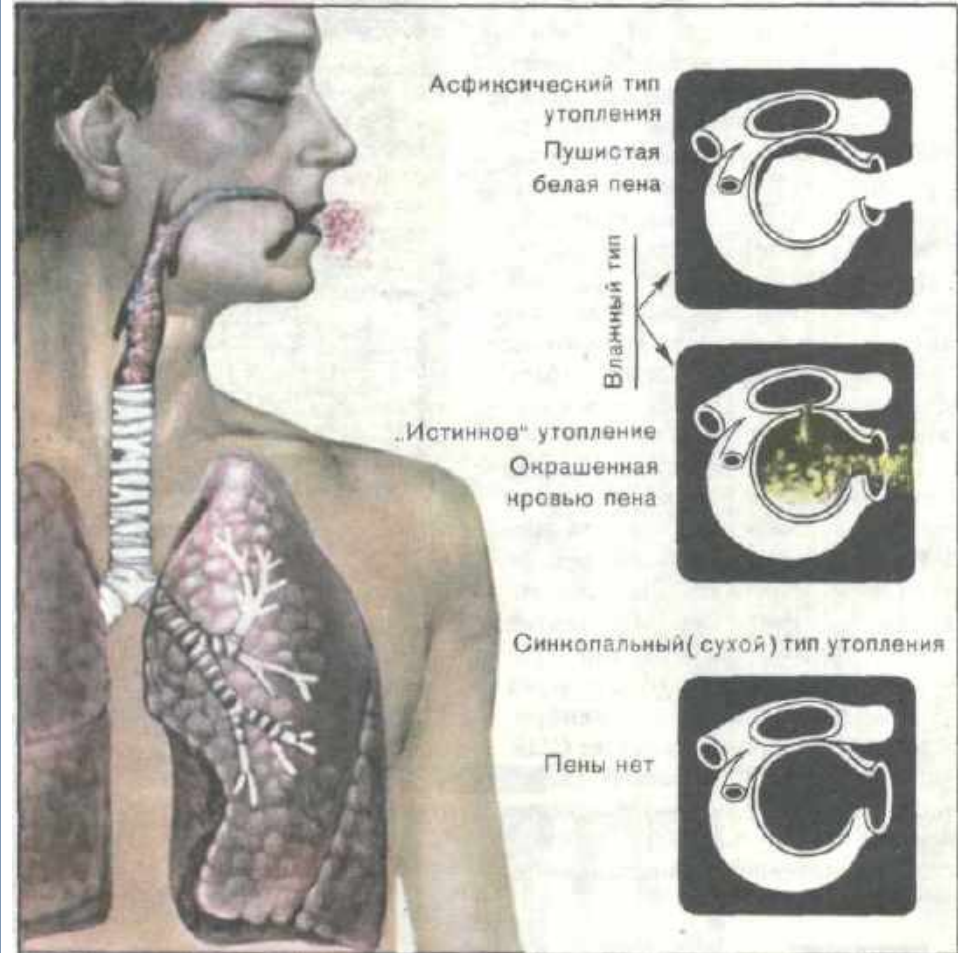 Асфиксический тип
утопления
Пушистая
белая пена
Влажный тип
„Истинное“ утопление
Окрашенная
кровью пена
Синкопальный(сухой) тип утопления
Пены нет